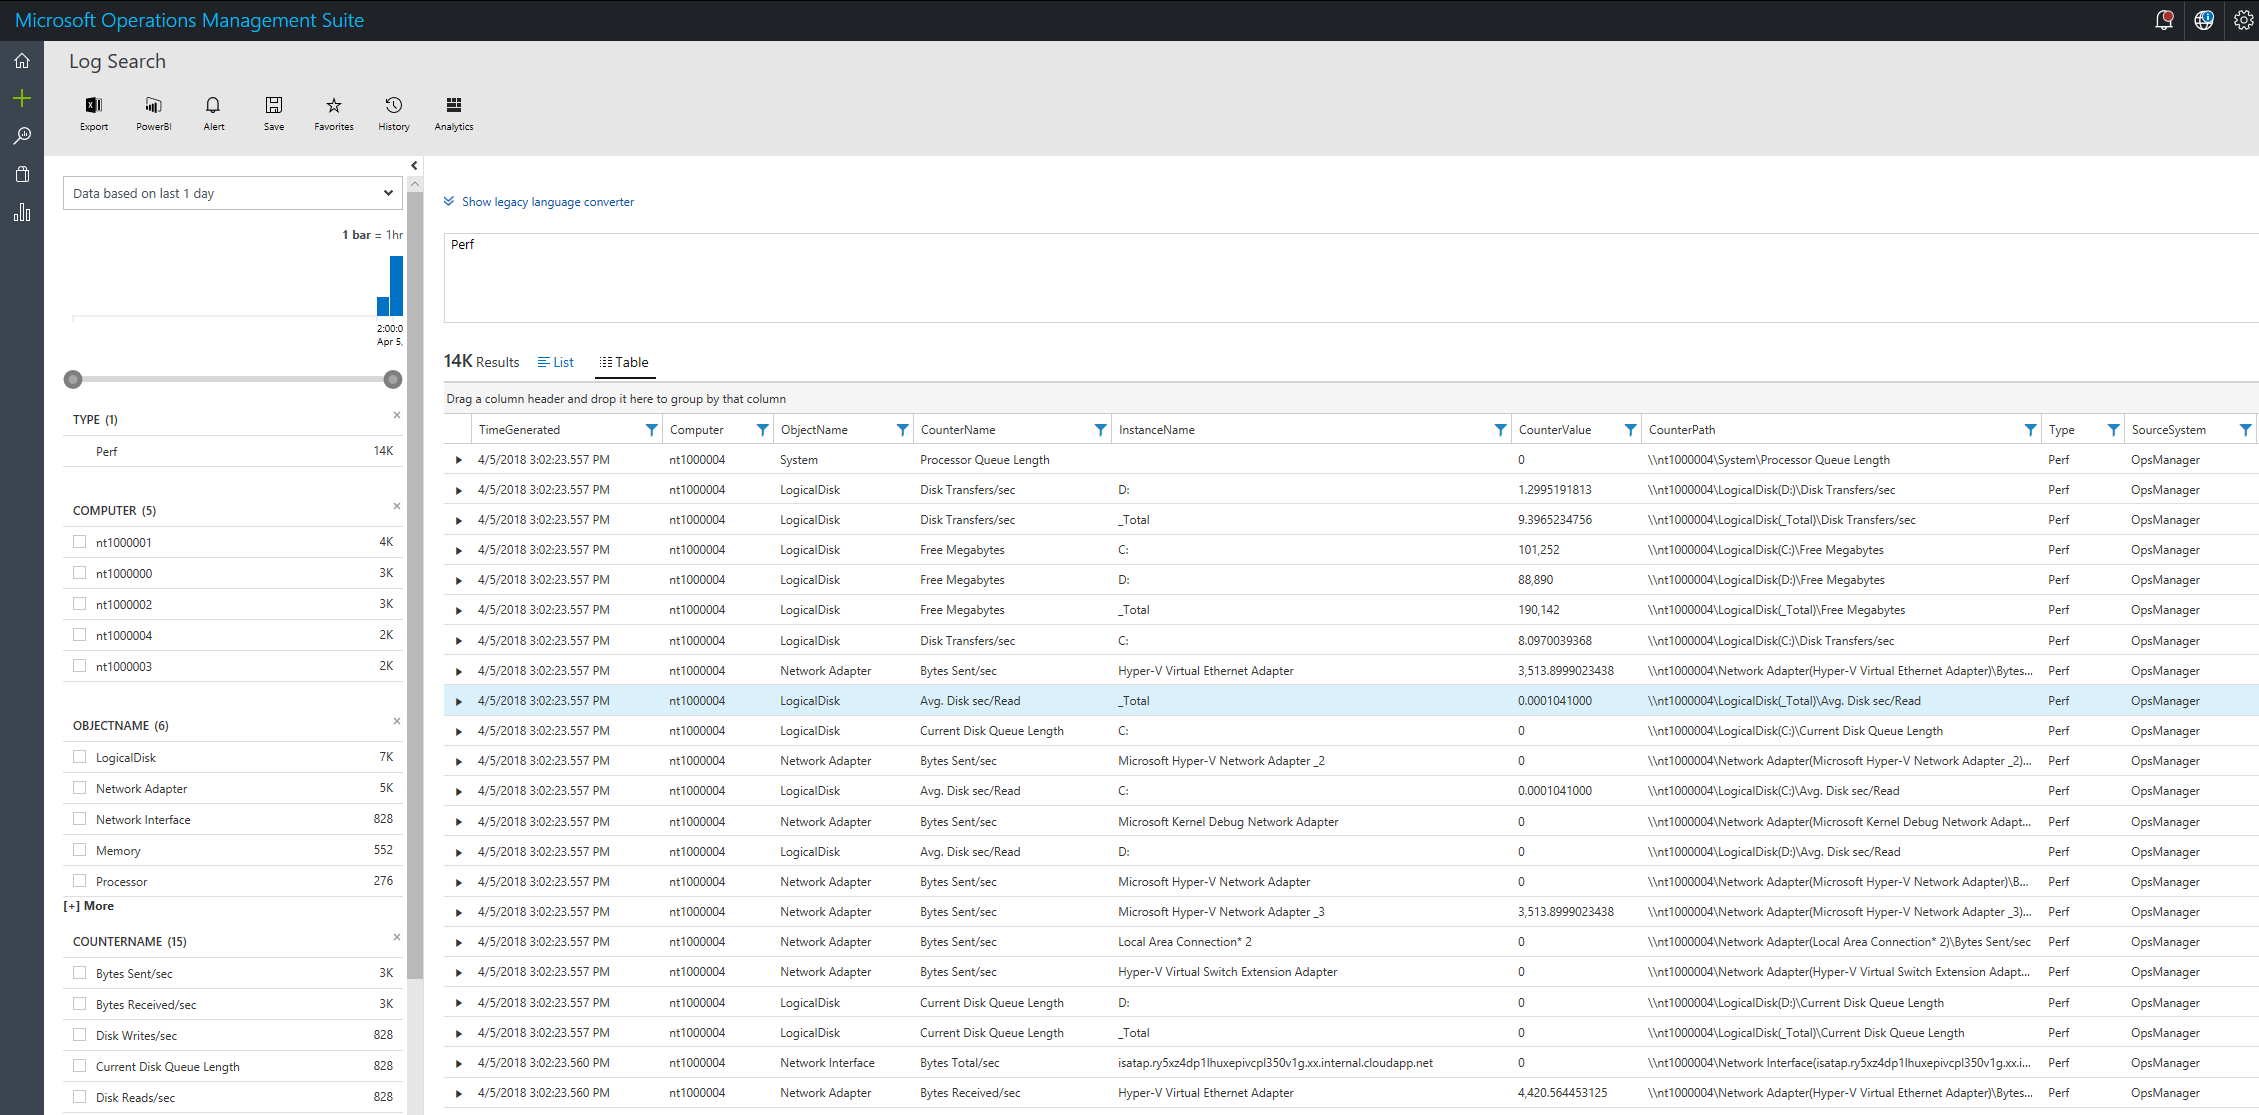 Microsoft Operations Management Suite
Log Search
Export PowerBI Alert Save Favorites History Analytics
Data based on last 1 day
1 bar = 1hr
2:00:0
Apr 5,
TYPE (1)
Perf 14K
COMPUTER (5)
nt1000001 4K
nt1000000 3K
nt1000002 3K
nt1000004 2K
nt1000003 2K
OBJECTNAME (6)
LogicalDisk 7K
Network Adapter 5K
Network Interface 828
Memory 552
Processor 276
[+] More
COUNTERNAME (15)
Bytes Sent/sec 3K
Bytes Received/sec 3K
Disk Writes/sec 828
Current Disk Queue Length 828
Disk Reads/sec 828
Show legacy language converter
Perf
14K Results List Table
Drag a column header and drop it here to group by that column
TimeGenerated Computer ObjectName CounterName InstanceName CounterValue CounterPath Type SourceSystem
4/5/2018 3:02:23.557 PM nt1000004 System Processor Queue Length 0 \\nt1000004\System\Processor Queue Length Perf OpsManager
4/5/2018 3:02:23.557 PM nt1000004 LogicalDisk Disk Transfers/sec D: 1.2995191813 \\nt1000004\LogicalDisk(D:)\Disk Transfers/sec Perf OpsManager
4/5/2018 3:02:23.557 PM nt1000004 LogicalDisk Disk Transfers/sec _Total 9.3965234756 \\nt1000004\LogicalDisk(_Total)\Disk Transfers/sec Perf OpsManager
4/5/2018 3:02:23.557 PM nt1000004 LogicalDisk Free Megabytes C: 101,252 \\nt1000004\LogicalDisk(C:)\Free Megabytes Perf OpsManager
4/5/2018 3:02:23.557 PM nt1000004 LogicalDisk Free Megabytes D: 88,890 \\nt1000004\LogicalDisk(D:)\Free Megabytes Perf OpsManager
4/5/2018 3:02:23.557 PM nt1000004 LogicalDisk Free Megabytes _Total 190,142 \\nt1000004\LogicalDisk(_Total)\Free Megabytes Perf OpsManager
4/5/2018 3:02:23.557 PM nt1000004 LogicalDisk Disk Transfers/sec C: 8.0970039368 \\nt1000004\LogicalDisk(C:)\Disk Transfers/sec Perf OpsManager
4/5/2018 3:02:23.557 PM nt1000004 Network Adapter Bytes Sent/sec Hyper-V Virtual Ethernet Adapter 3,513.8999023438 \\nt1000004\Network Adapter(Hyper-V Virtual Ethernet Adapter)\Bytes... Perf OpsManager
4/5/2018 3:02:23.557 PM nt1000004 LogicalDisk Avg. Disk sec/Read _Total 0.0001041000 \\nt1000004\LogicalDisk(_Total)\Avg. Disk sec/Read Perf OpsManager
4/5/2018 3:02:23.557 PM nt1000004 LogicalDisk Current Disk Queue Length C: 0 \\nt1000004\LogicalDisk(C:)\Current Disk Queue Length Perf OpsManager
4/5/2018 3:02:23.557 PM nt1000004 Network Adapter Bytes Sent/sec Microsoft Hyper-V Network Adapter _2 0 \\nt1000004\Network Adapter(Microsoft Hyper-V Network Adapter _2)... Perf OpsManager
4/5/2018 3:02:23.557 PM nt1000004 LogicalDisk Avg. Disk sec/Read C: 0.0001041000 \\nt1000004\LogicalDisk(C:)\Avg. Disk sec/Read Perf OpsManager
4/5/2018 3:02:23.557 PM nt1000004 Network Adapter Bytes Sent/sec Microsoft Kernel Debug Network Adapter 0 \\nt1000004\Network Adapter(Microsoft Kernel Debug Network Adapt... Perf OpsManager
4/5/2018 3:02:23.557 PM nt1000004 LogicalDisk Avg. Disk sec/Read D: 0 \\nt1000004\LogicalDisk(D:)\Avg. Disk sec/Read Perf OpsManager
4/5/2018 3:02:23.557 PM nt1000004 Network Adapter Bytes Sent/sec Microsoft Hyper-V Network Adapter 0 \\nt1000004\Network Adapter(Microsoft Hyper-V Network Adapter)\B... Perf OpsManager
4/5/2018 3:02:23.557 PM nt1000004 Network Adapter Bytes Sent/sec Microsoft Hyper-V Network Adapter _3 3,513.8999023438 \\nt1000004\Network Adapter(Microsoft Hyper-V Network Adapter _3)... Perf OpsManager
4/5/2018 3:02:23.557 PM nt1000004 Network Adapter Bytes Sent/sec Local Area Connection* 2 0 \\nt1000004\Network Adapter(Local Area Connection* 2)\Bytes Sent/sec Perf OpsManager
4/5/2018 3:02:23.557 PM nt1000004 Network Adapter Bytes Sent/sec Hyper-V Virtual Switch Extension Adapter 0 \\nt1000004\Network Adapter(Hyper-V Virtual Switch Extension Adapt... Perf OpsManager
4/5/2018 3:02:23.557 PM nt1000004 LogicalDisk Current Disk Queue Length D: 0 \\nt1000004\LogicalDisk(D:)\Current Disk Queue Length Perf OpsManager
4/5/2018 3:02:23.557 PM nt1000004 LogicalDisk Current Disk Queue Length _Total 0 \\nt1000004\LogicalDisk(_Total)\Current Disk Queue Length Perf OpsManager
4/5/2018 3:02:23.560 PM nt1000004 Network Interface Bytes Total/sec isatap.ry5xz4dp1lhuxepivcpl350v1g.xx.internal.cloudapp.net 0 \\nt1000004\Network Interface(isatap.ry5xz4dp1lhuxepivcpl350v1g.xx.i... Perf OpsManager
4/5/2018 3:02:23.560 PM nt1000004 Network Adapter Bytes Received/sec Hyper-V Virtual Ethernet Adapter 4,420.564453125 \\nt1000004\Network Adapter(Hyper-V Virtual Ethernet Adapter)\Bytes... Perf OpsManager